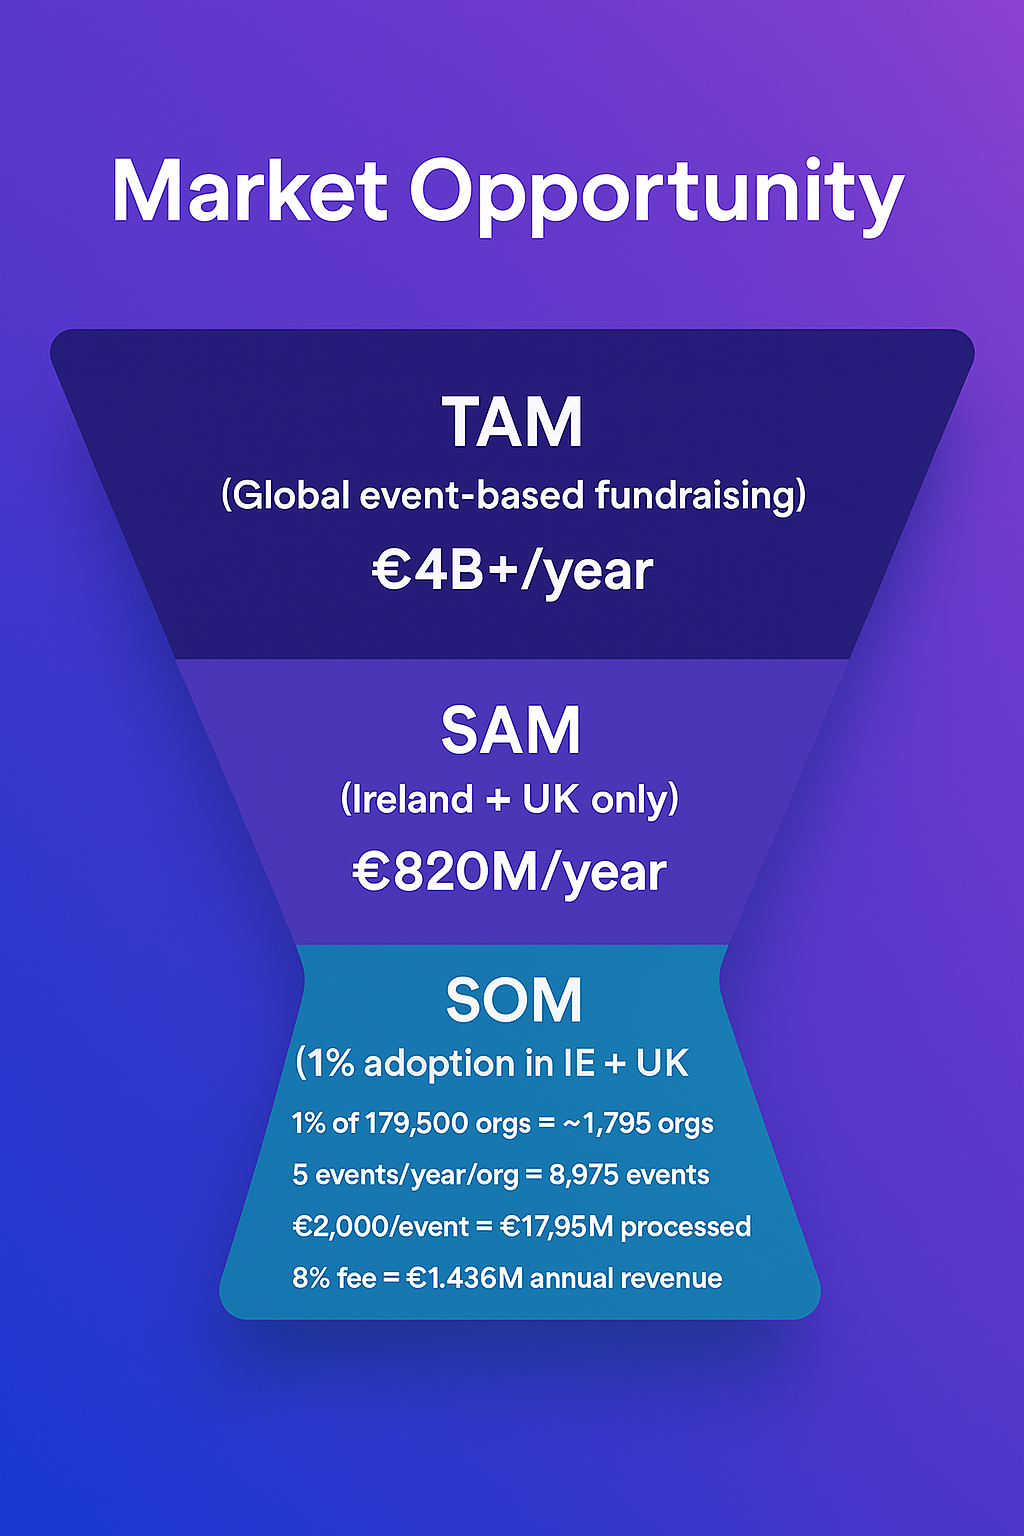 Market Opportunity
TAM
(Global event-based fundraising)
€4B+/year
SAM
(Ireland + UK only)
€820M/year
SOM
(1% adoption in IE + UK
1% of 179,500 orgs = ~1,795 orgs
5 events/year/org = 8,975 events
€2,000/event = €17,95M processed
8% fee = €1.436M annual revenue